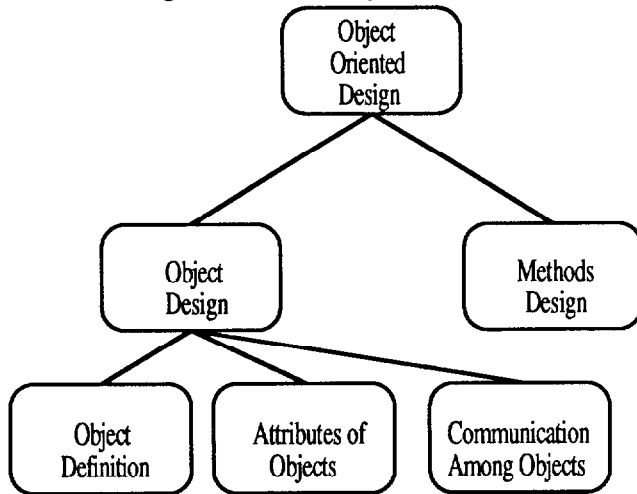 Object
Oriented
Design
Object
Design
Methods
Design
Object
Definition
Attributes of
Objects
Communication
Among Objects